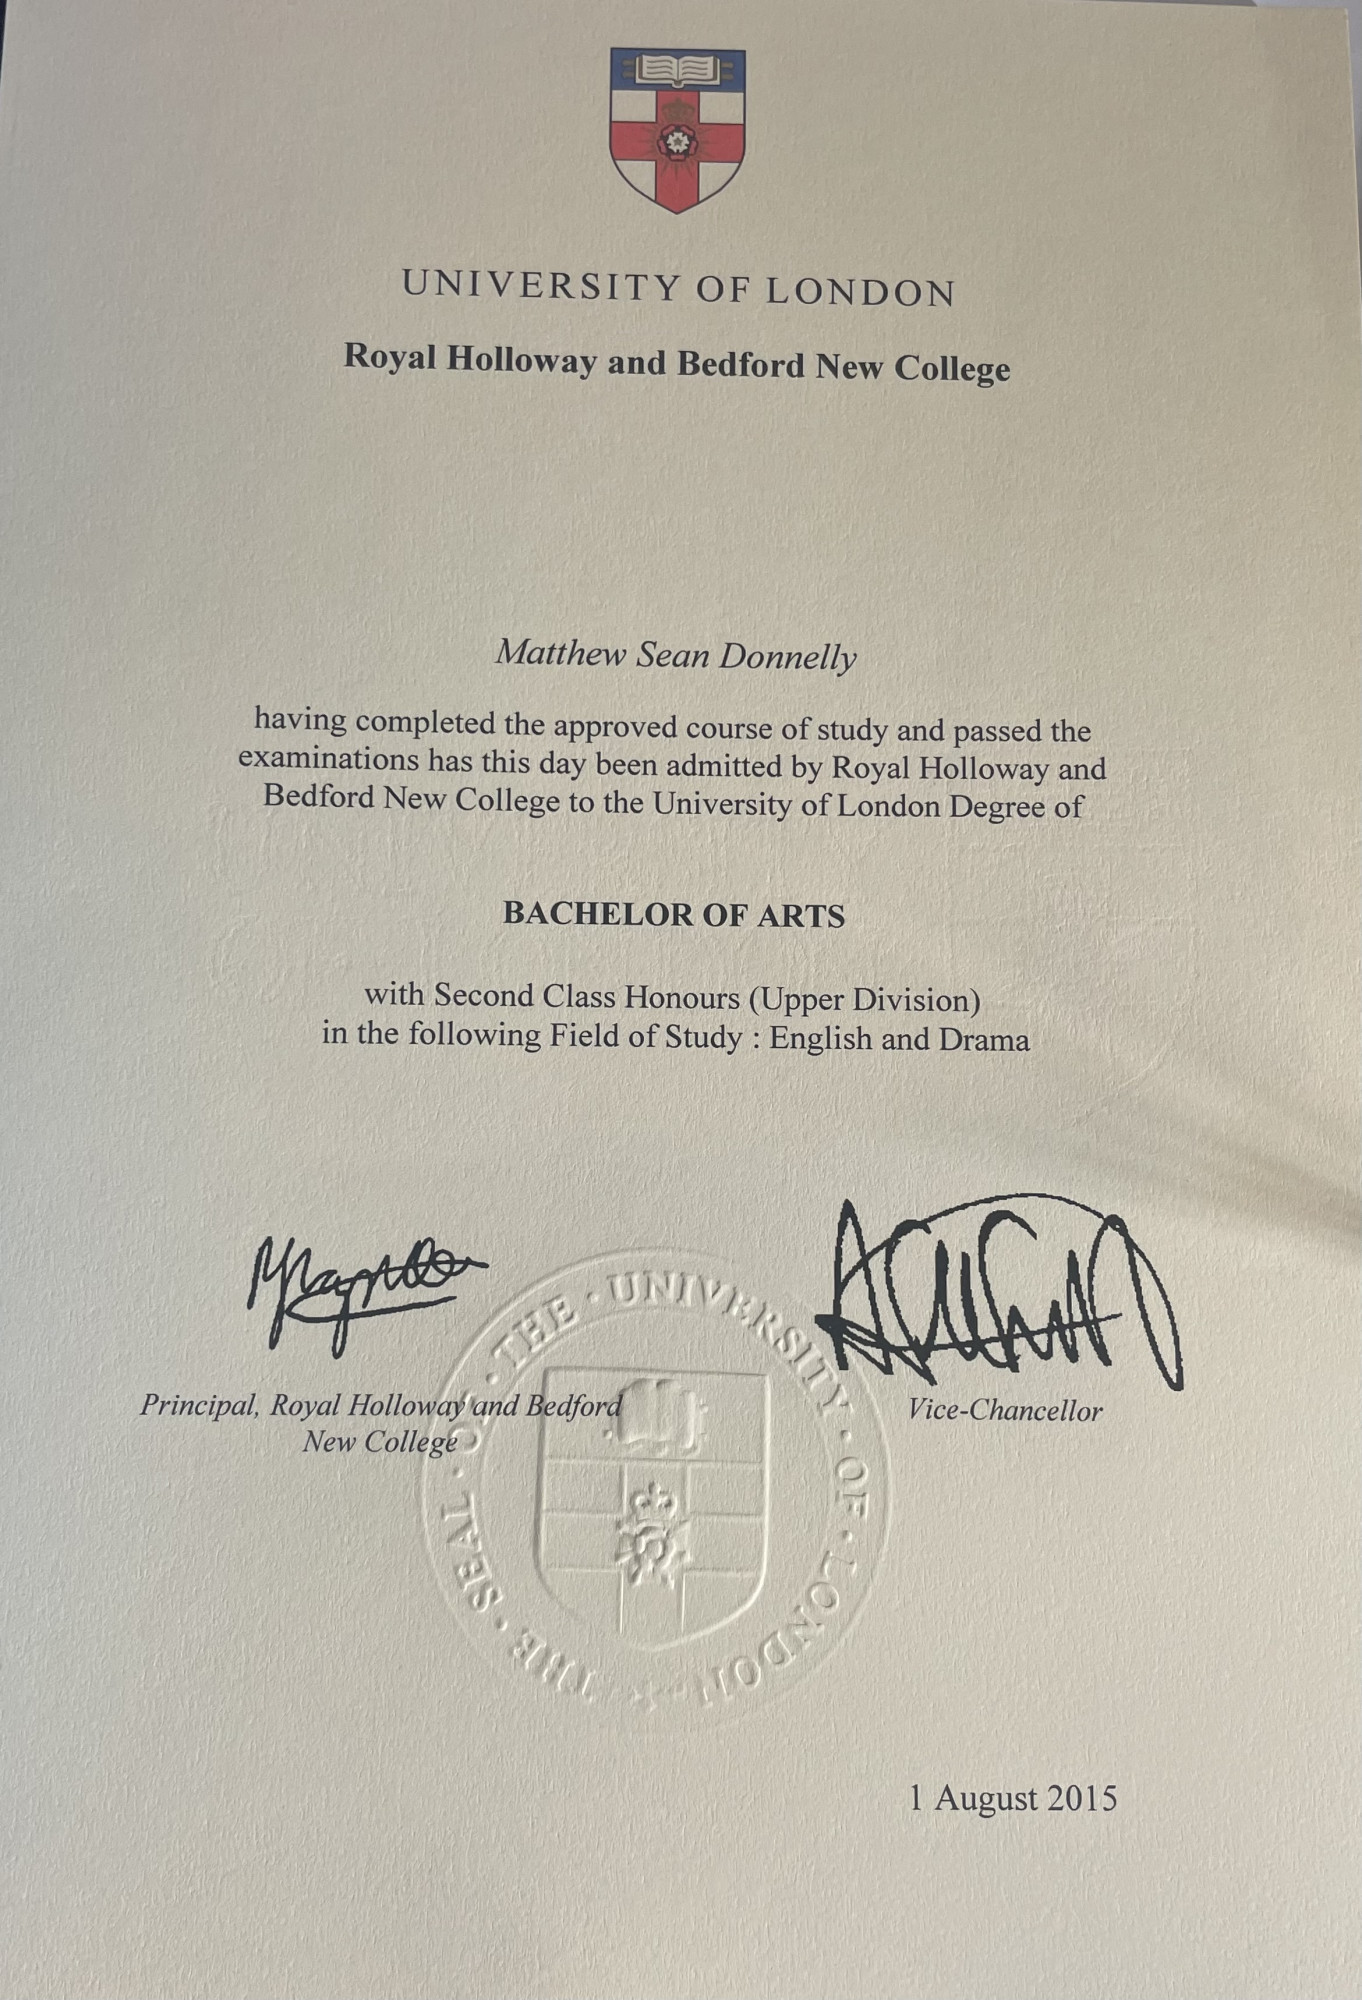 UNIVERSITY OF LONDON
Royal Holloway and Bedford New College
Matthew Sean Donnelly
having completed the approved course of study and passed the
examinations has this day been admitted by Royal Holloway and
Bedford New College to the University of London Degree of
BACHELOR OF ARTS
with Second Class Honours (Upper Division)
in the following Field of Study : English and Drama
Principal, Royal Holloway and Bedford
New College
Vice-Chancellor
THE · SEAL · OF · THE · UNIVERSITY · OF · LONDON
1 August 2015